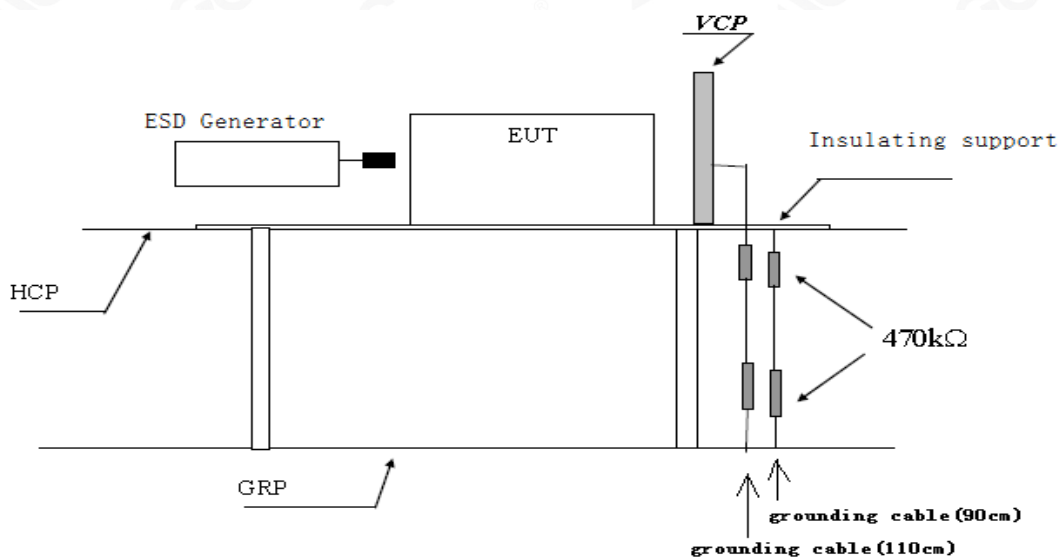 VCP
ESD Generator
EUT
Insulating support
HCP
470kΩ
GRP
grounding cable(90cm)
grounding cable(110cm)